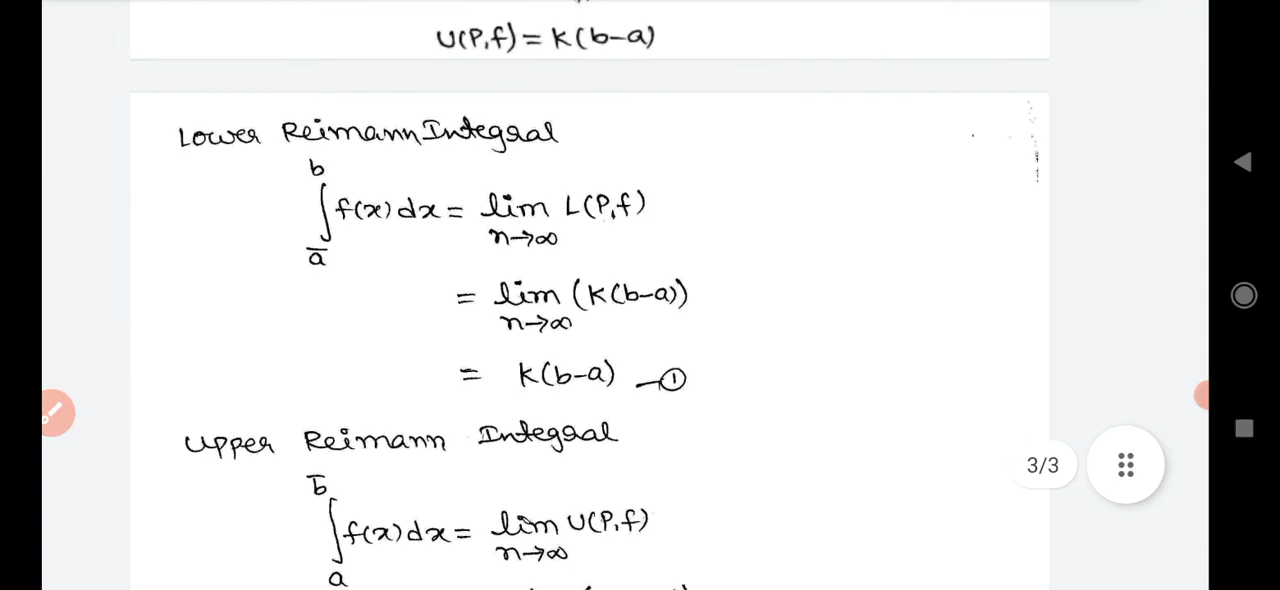 U(P,f) = K(b-a)
Lower Reimann Integral
b
∫ f(x) dx = lim L(P,f)
a̅ n→∞
= lim (K(b-a))
n→∞
= K(b-a) —①
Upper Reimann Integral
b̅
∫ f(x) dx = lim U(P,f)
a n→∞
3/3